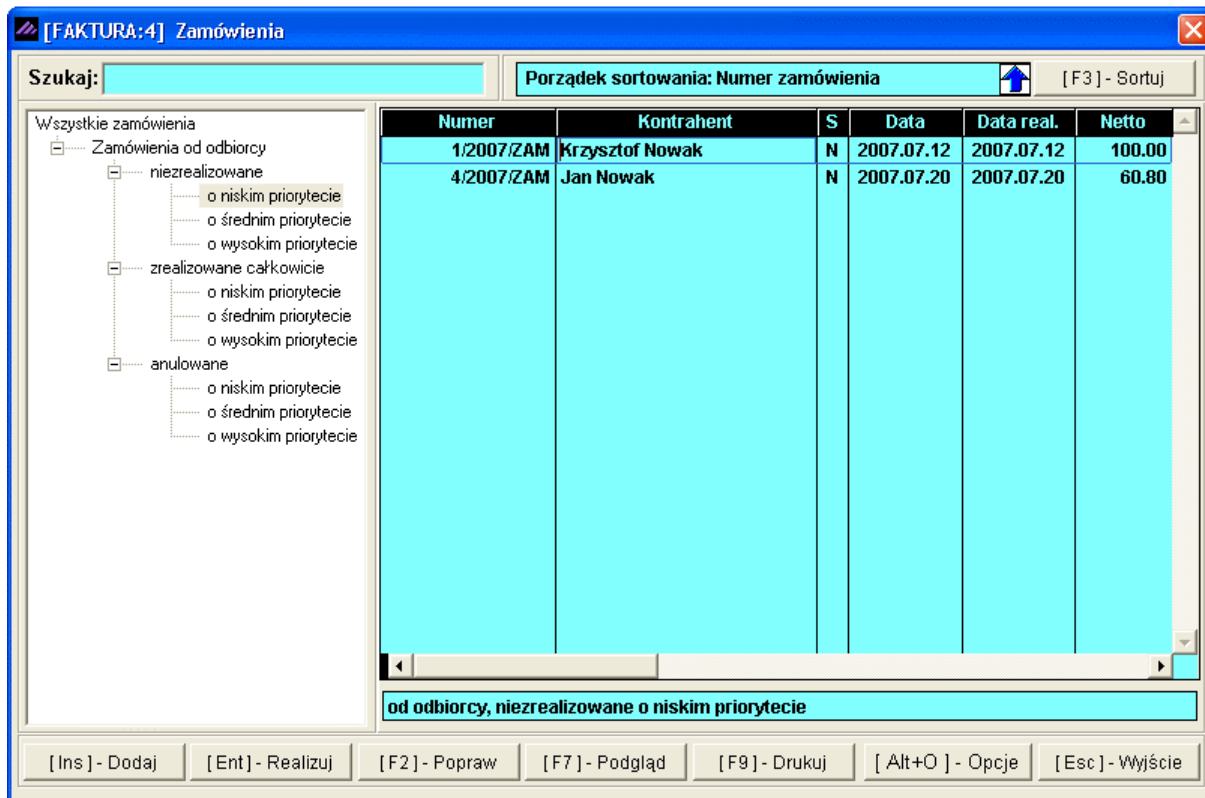 [FAKTURA:4] Zamówienia
Szukaj:
Porządek sortowania: Numer zamówienia
[ F3 ] - Sortuj
Wszystkie zamówienia
Zamówienia od odbiorcy
niezrealizowane
o niskim priorytecie
o średnim priorytecie
o wysokim priorytecie
zrealizowane całkowicie
o niskim priorytecie
o średnim priorytecie
o wysokim priorytecie
anulowane
o niskim priorytecie
o średnim priorytecie
o wysokim priorytecie
Numer Kontrahent S Data Data real. Netto
1/2007/ZAM Krzysztof Nowak N 2007.07.12 2007.07.12 100.00
4/2007/ZAM Jan Nowak N 2007.07.20 2007.07.20 60.80
od odbiorcy, niezrealizowane o niskim priorytecie
[ Ins ] - Dodaj [ Ent ] - Realizuj [ F2 ] - Popraw [ F7 ] - Podgląd [ F9 ] - Drukuj [ Alt+O ] - Opcje [ Esc ] - Wyjście